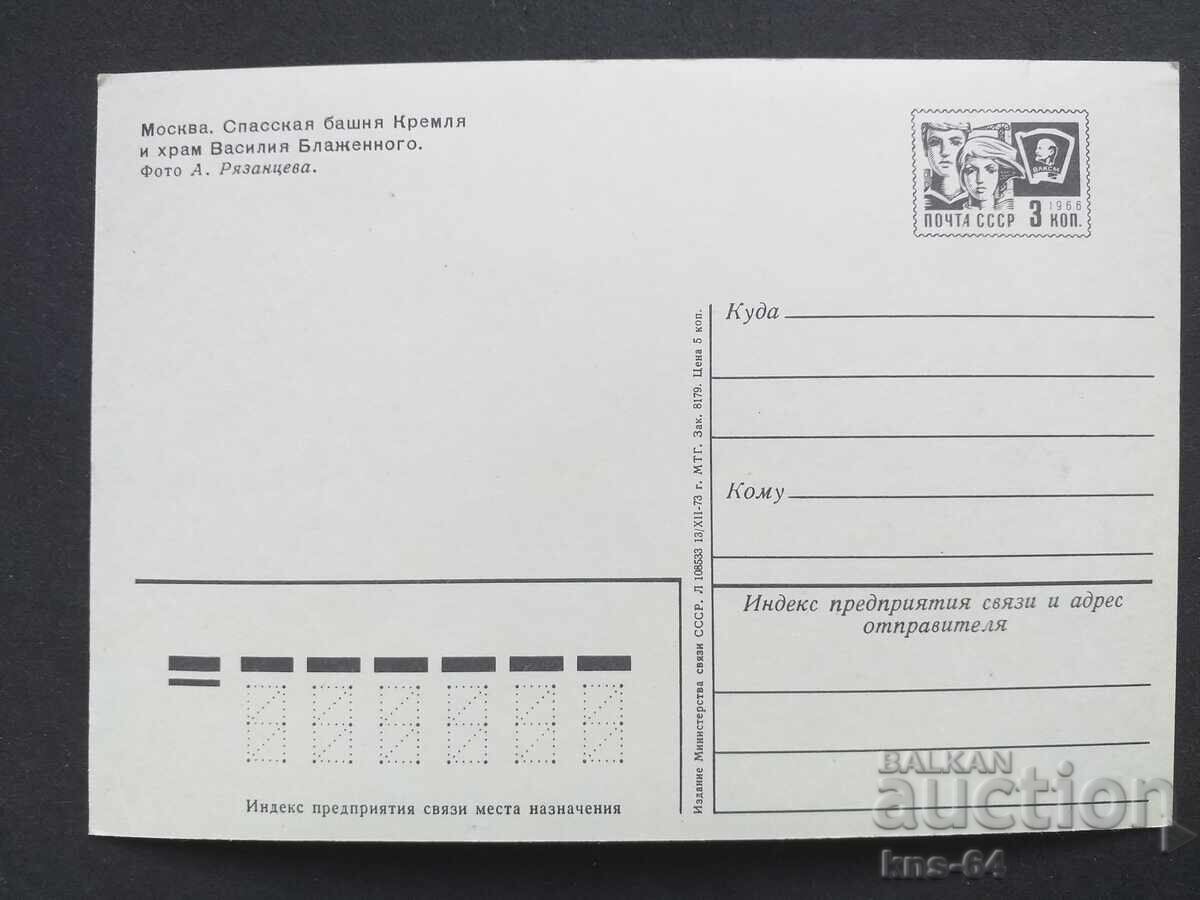 Москва. Спасская башня Кремля
и храм Василия Блаженного.
Фото А. Рязанцева.
ВЛКСМ
1966
ПОЧТА СССР 3 КОП.
Куда
Кому
Индекс предприятия связи и адрес
отправителя
Издание Министерства связи СССР. Л 108533 13/XII-73 г. МТГ. Зак. 8179. Цена 5 коп.
Индекс предприятия связи места назначения
BALKAN
auction
kns-64